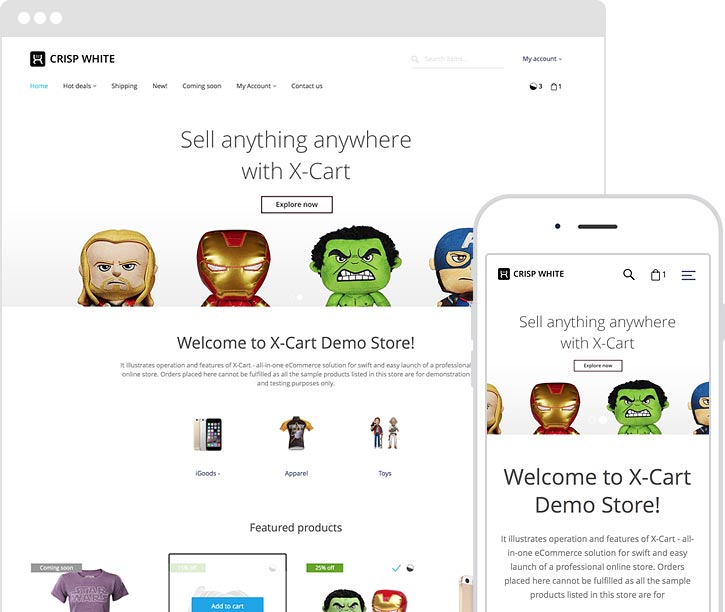 CRISP WHITE
Search items...
My account
Home
Hot deals
Shipping
New!
Coming soon
My Account
Contact us
3
1
Sell anything anywhere
with X-Cart
Explore now
Welcome to X-Cart Demo Store!
It illustrates operation and features of X-Cart - all-in-one eCommerce solution for swift and easy launch of a professional
online store. Orders placed here cannot be fulfilled as all the sample products listed in this store are for demonstration
and testing purposes only.
iGoods
Apparel
Toys
Featured products
Coming soon
15% off
25% off
STAR
WARS
Add to cart
CRISP WHITE
1
Sell anything anywhere
with X-Cart
Explore now
Welcome to X-Cart
Demo Store!
It illustrates operation and features of X-Cart - all-
in-one eCommerce solution for swift and easy
launch of a professional online store. Orders
placed here cannot be fulfilled as all the sample
products listed in this store are for